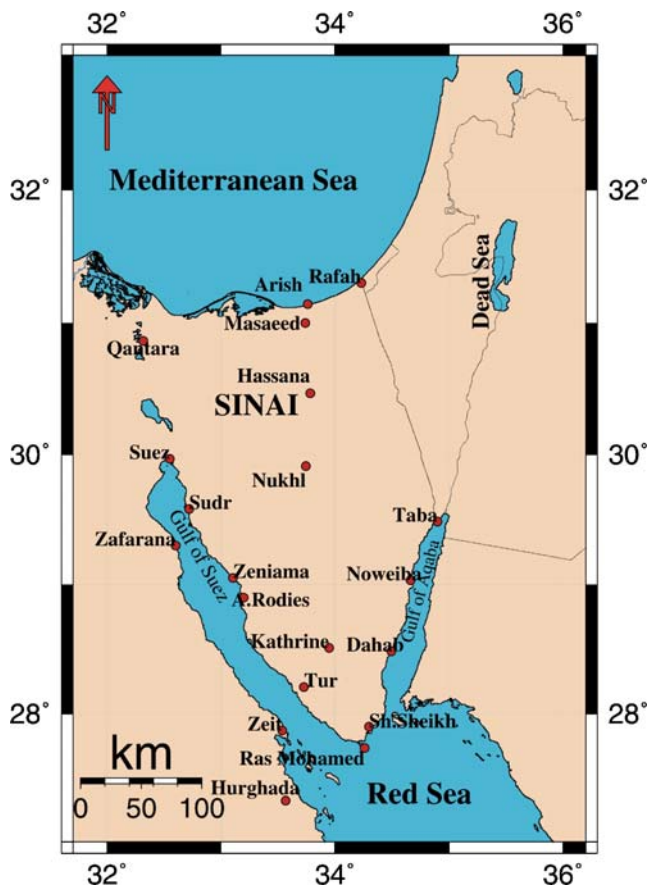 32° 34° 36°
N
32°
32°
Mediterranean Sea
Dead Sea
Rafah
Arish
Masaeed
Qantara
Hassana
SINAI
30°
30°
Suez
Nukhl
Sudr
Taba
Zafarana
Gulf of Suez
Zeniama
Noweiba
Gulf of Aqaba
A.Rodies
Kathrine
Dahab
Tur
28°
28°
Zeit
Sh.Sheikh
km
Ras Mohamed
0 50 100
Hurghada
Red Sea
32° 34° 36°